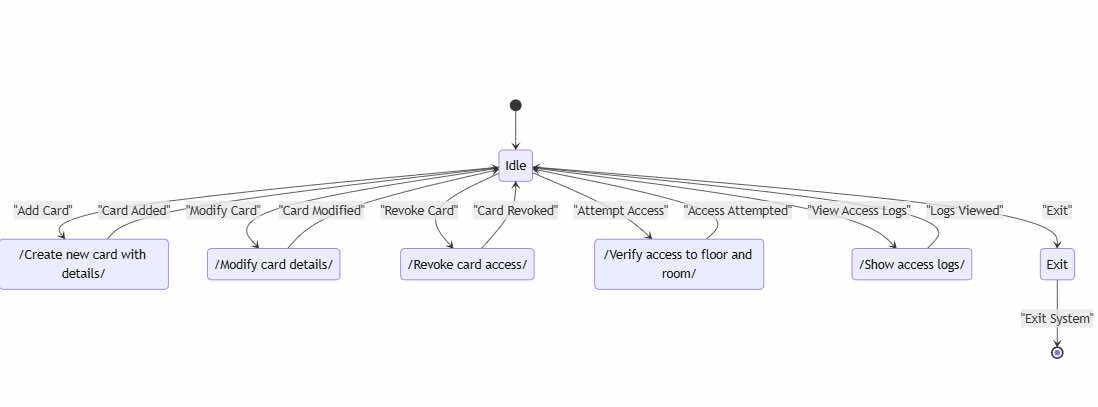 Idle
"Add Card"
"Card Added"
"Modify Card"
"Card Modified"
"Revoke Card"
"Card Revoked"
"Attempt Access"
"Access Attempted"
"View Access Logs"
"Logs Viewed"
"Exit"
/Create new card with
details/
/Modify card details/
/Revoke card access/
/Verify access to floor and
room/
/Show access logs/
Exit
"Exit System"